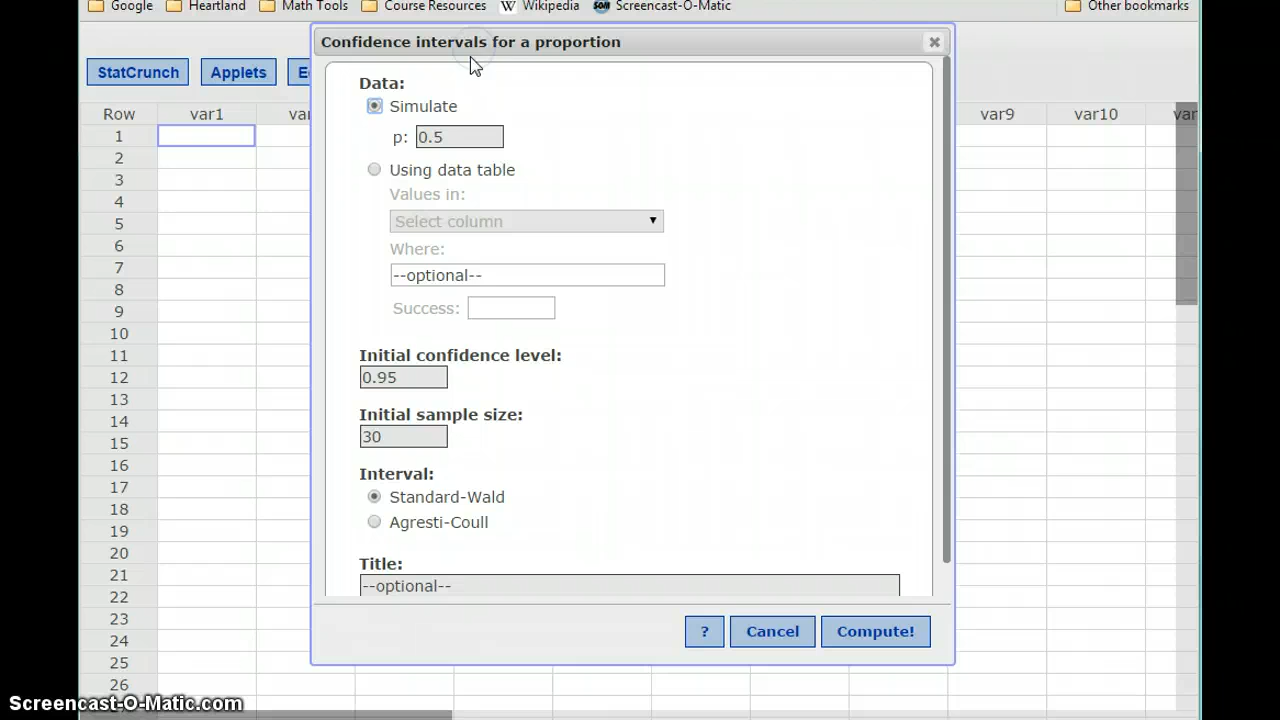 Google Heartland Math Tools Course Resources W Wikipedia SOM Screencast-O-Matic Other bookmarks
Confidence intervals for a proportion
StatCrunch Applets E
Row var1 va var9 var10 var
Data:
Simulate
p: 0.5
Using data table
Values in:
Select column
Where:
--optional--
Success:
Initial confidence level:
0.95
Initial sample size:
30
Interval:
Standard-Wald
Agresti-Coull
Title:
--optional--
? Cancel Compute!
1
2
3
4
5
6
7
8
9
10
11
12
13
14
15
16
17
18
19
20
21
22
23
24
25
26
Screencast-O-Matic.com